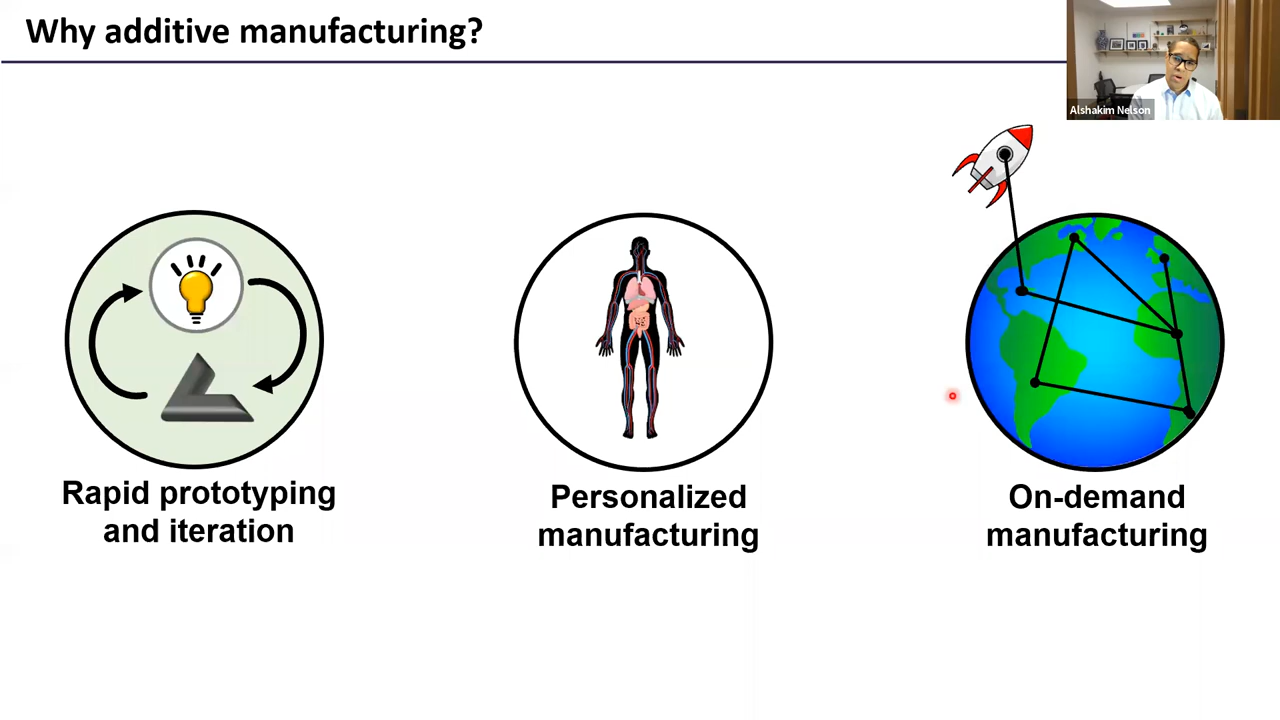 Why additive manufacturing?
Alshakim Nelson
Rapid prototyping
and iteration
Personalized
manufacturing
On-demand
manufacturing